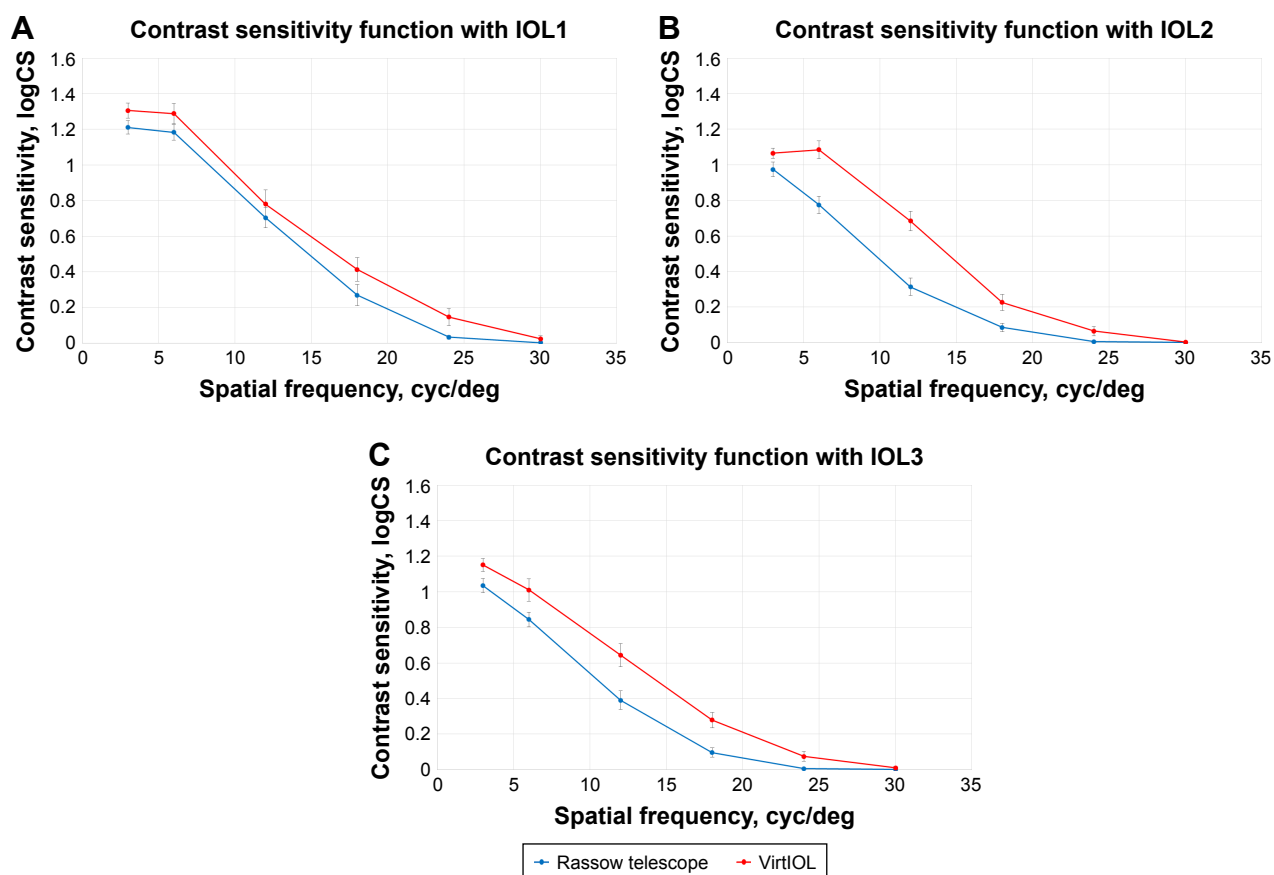 A
Contrast sensitivity function with IOL1
Contrast sensitivity, logCS
1.6
1.4
1.2
1
0.8
0.6
0.4
0.2
0
0 5 10 15 20 25 30 35
Spatial frequency, cyc/deg
B
Contrast sensitivity function with IOL2
Contrast sensitivity, logCS
1.6
1.4
1.2
1
0.8
0.6
0.4
0.2
0
0 5 10 15 20 25 30 35
Spatial frequency, cyc/deg
C
Contrast sensitivity function with IOL3
Contrast sensitivity, logCS
1.6
1.4
1.2
1
0.8
0.6
0.4
0.2
0
0 5 10 15 20 25 30 35
Spatial frequency, cyc/deg
Rassow telescope VirtIOL